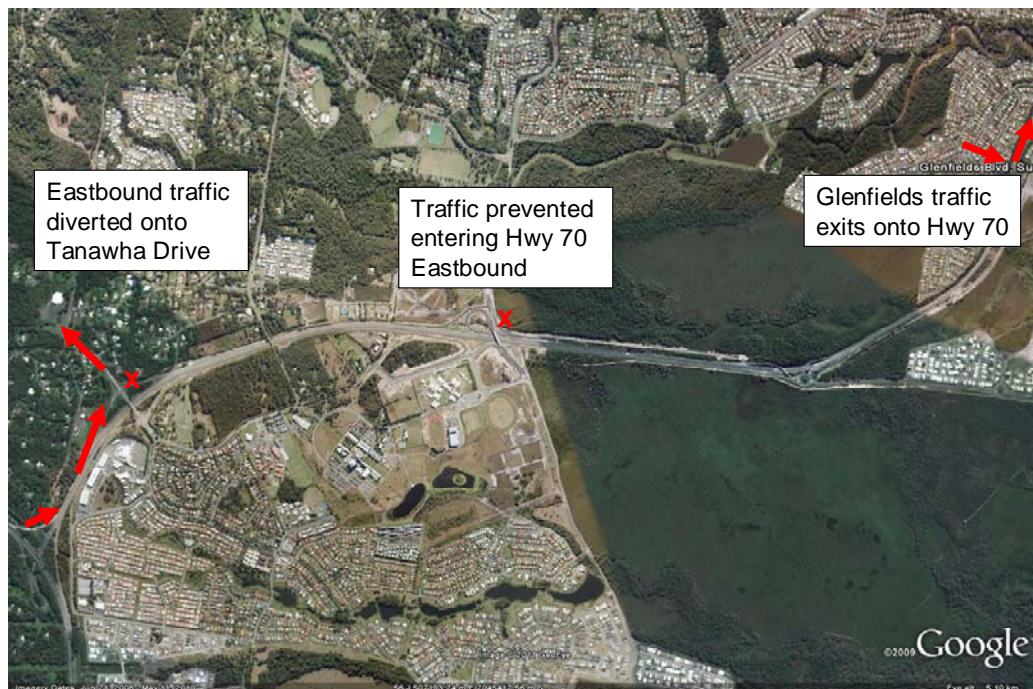 Eastbound traffic
diverted onto
Tanawha Drive
Traffic prevented
entering Hwy 70
Eastbound
Glenfields traffic
exits onto Hwy 70
Glenfields Blvd, Su
X
X
©2009 Google